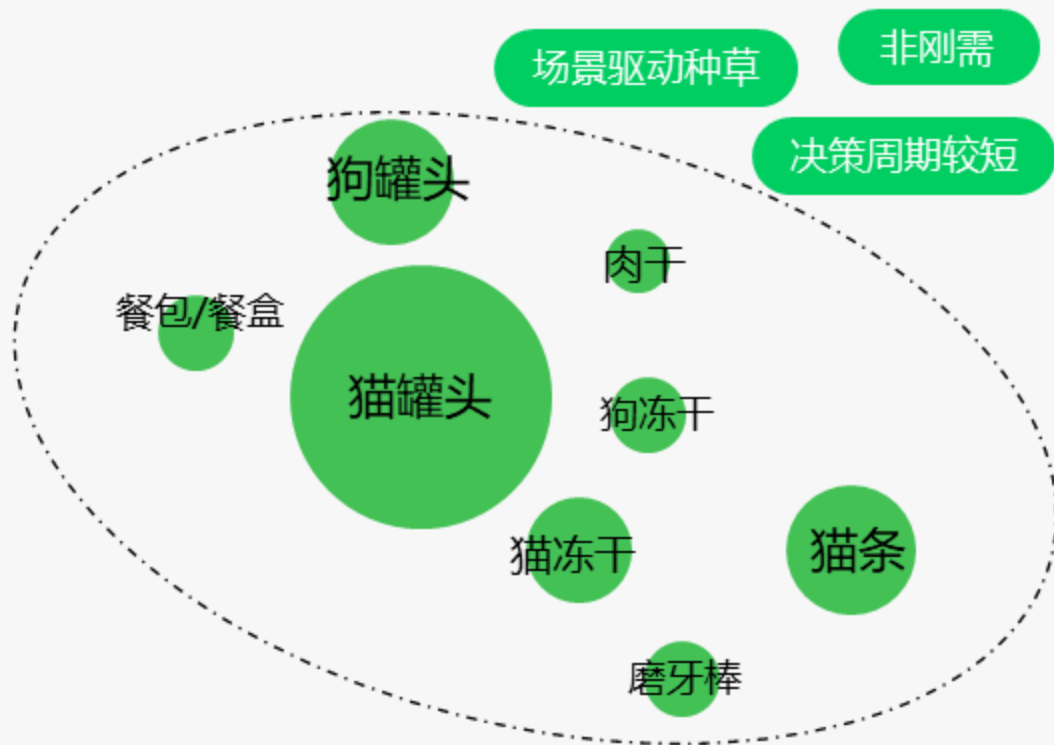 场景驱动种草
非刚需
决策周期较短
狗罐头
肉干
餐包/餐盒
猫罐头
狗冻干
猫冻干
猫条
磨牙棒